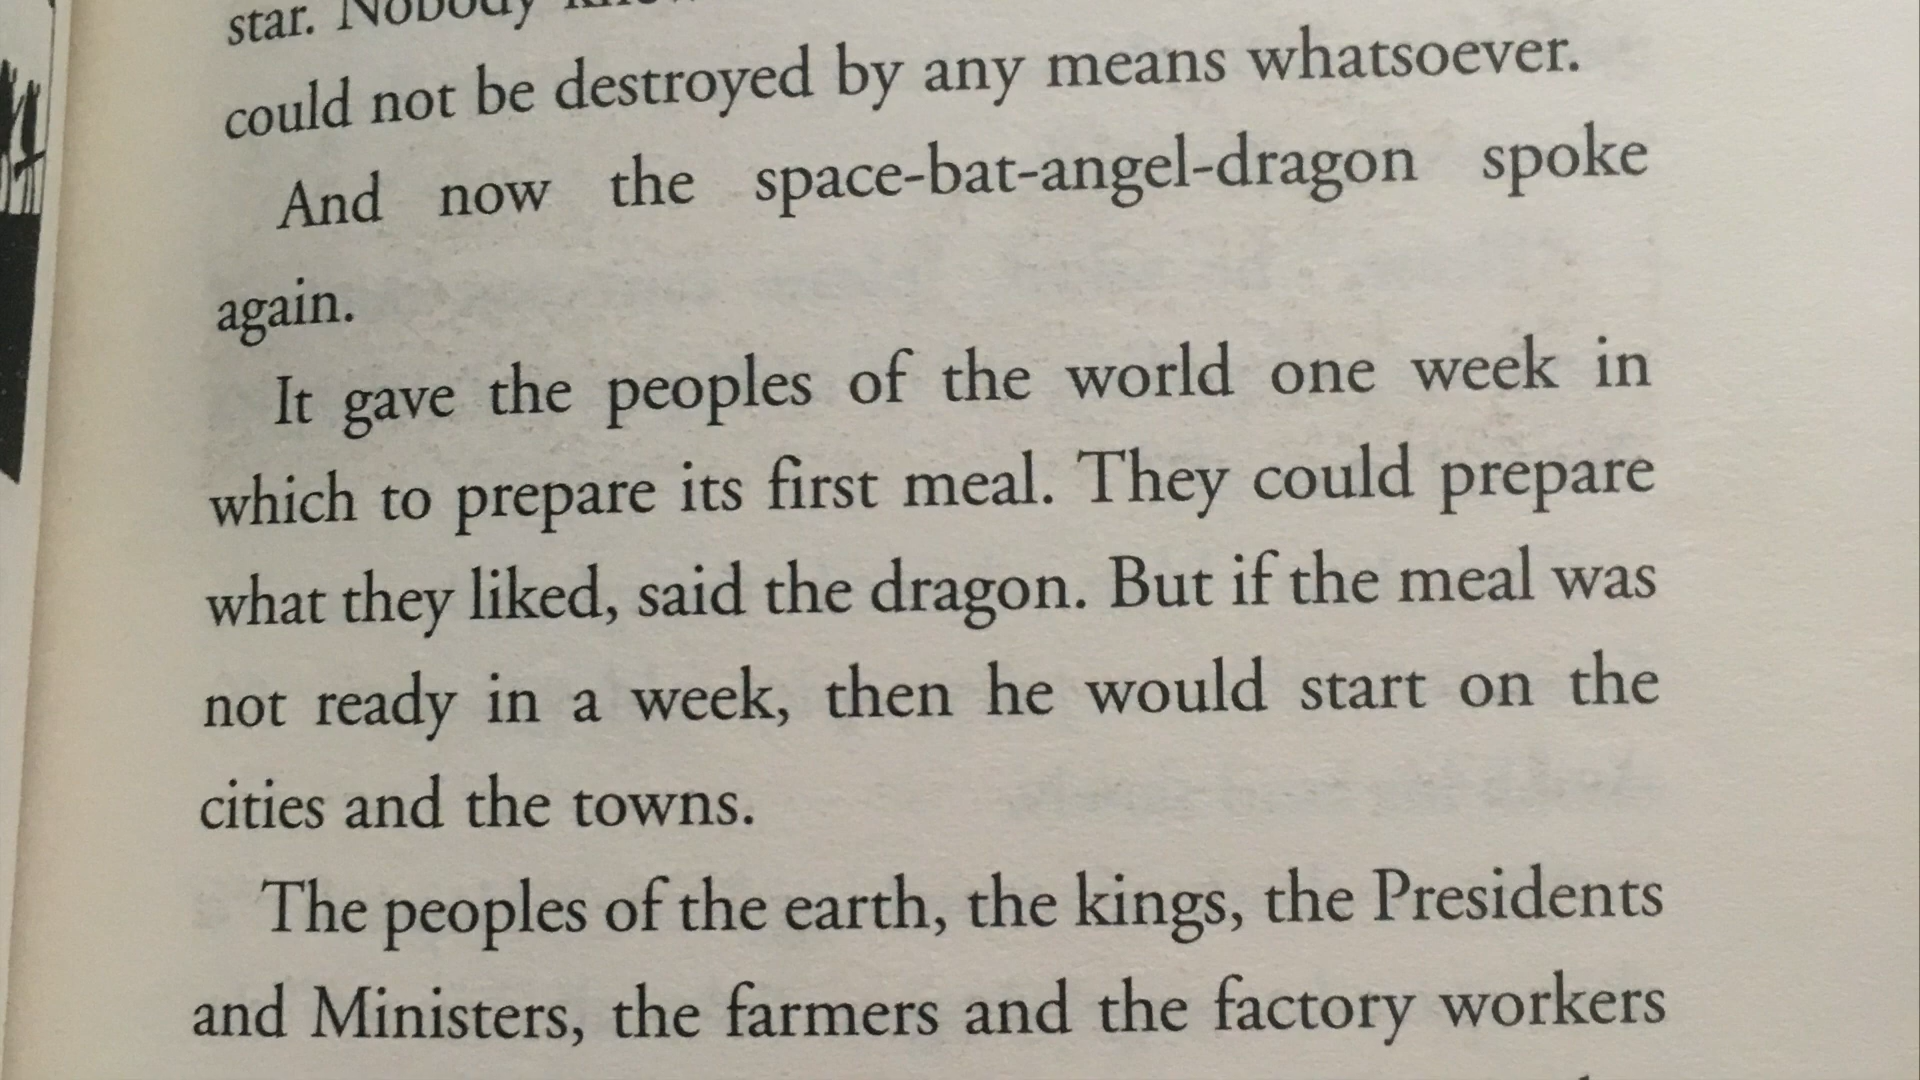 star. Nobody
could not be destroyed by any means whatsoever.
And now the space-bat-angel-dragon spoke
again.
It gave the peoples of the world one week in
which to prepare its first meal. They could prepare
what they liked, said the dragon. But if the meal was
not ready in a week, then he would start on the
cities and the towns.
The peoples of the earth, the kings, the Presidents
and Ministers, the farmers and the factory workers